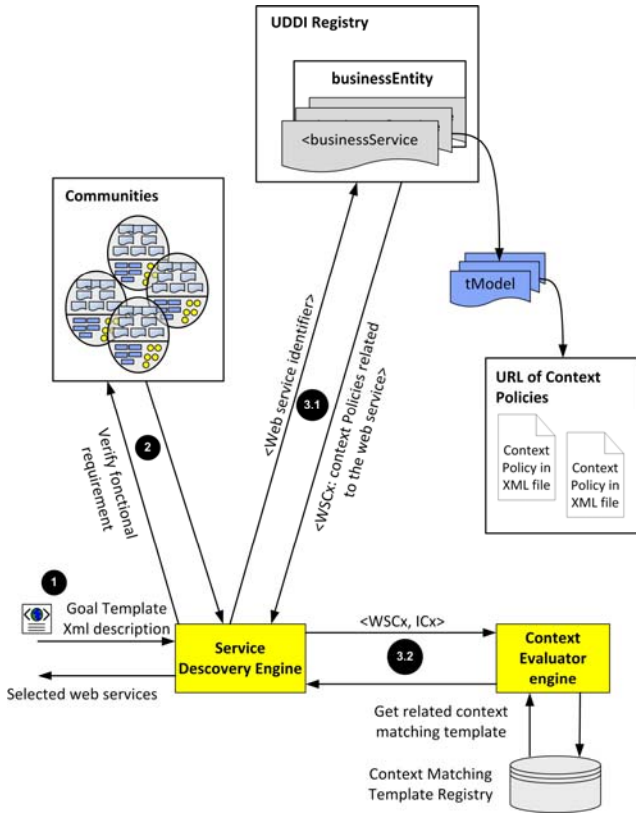 UDDI Registry
businessEntity
<businessService
Communities
tModel
URL of Context
Policies
Context
Policy in
XML file
Context
Policy in
XML file
<Web service identifier>
3.1
<WSCx: context Policies related
to the web service>
2
Verify fonctional
requirement
1
Goal Template
Xml description
Selected web services
Service
Descovery Engine
<WSCx, ICx>
3.2
Context
Evaluator
engine
Get related context
matching template
Context Matching
Template Registry